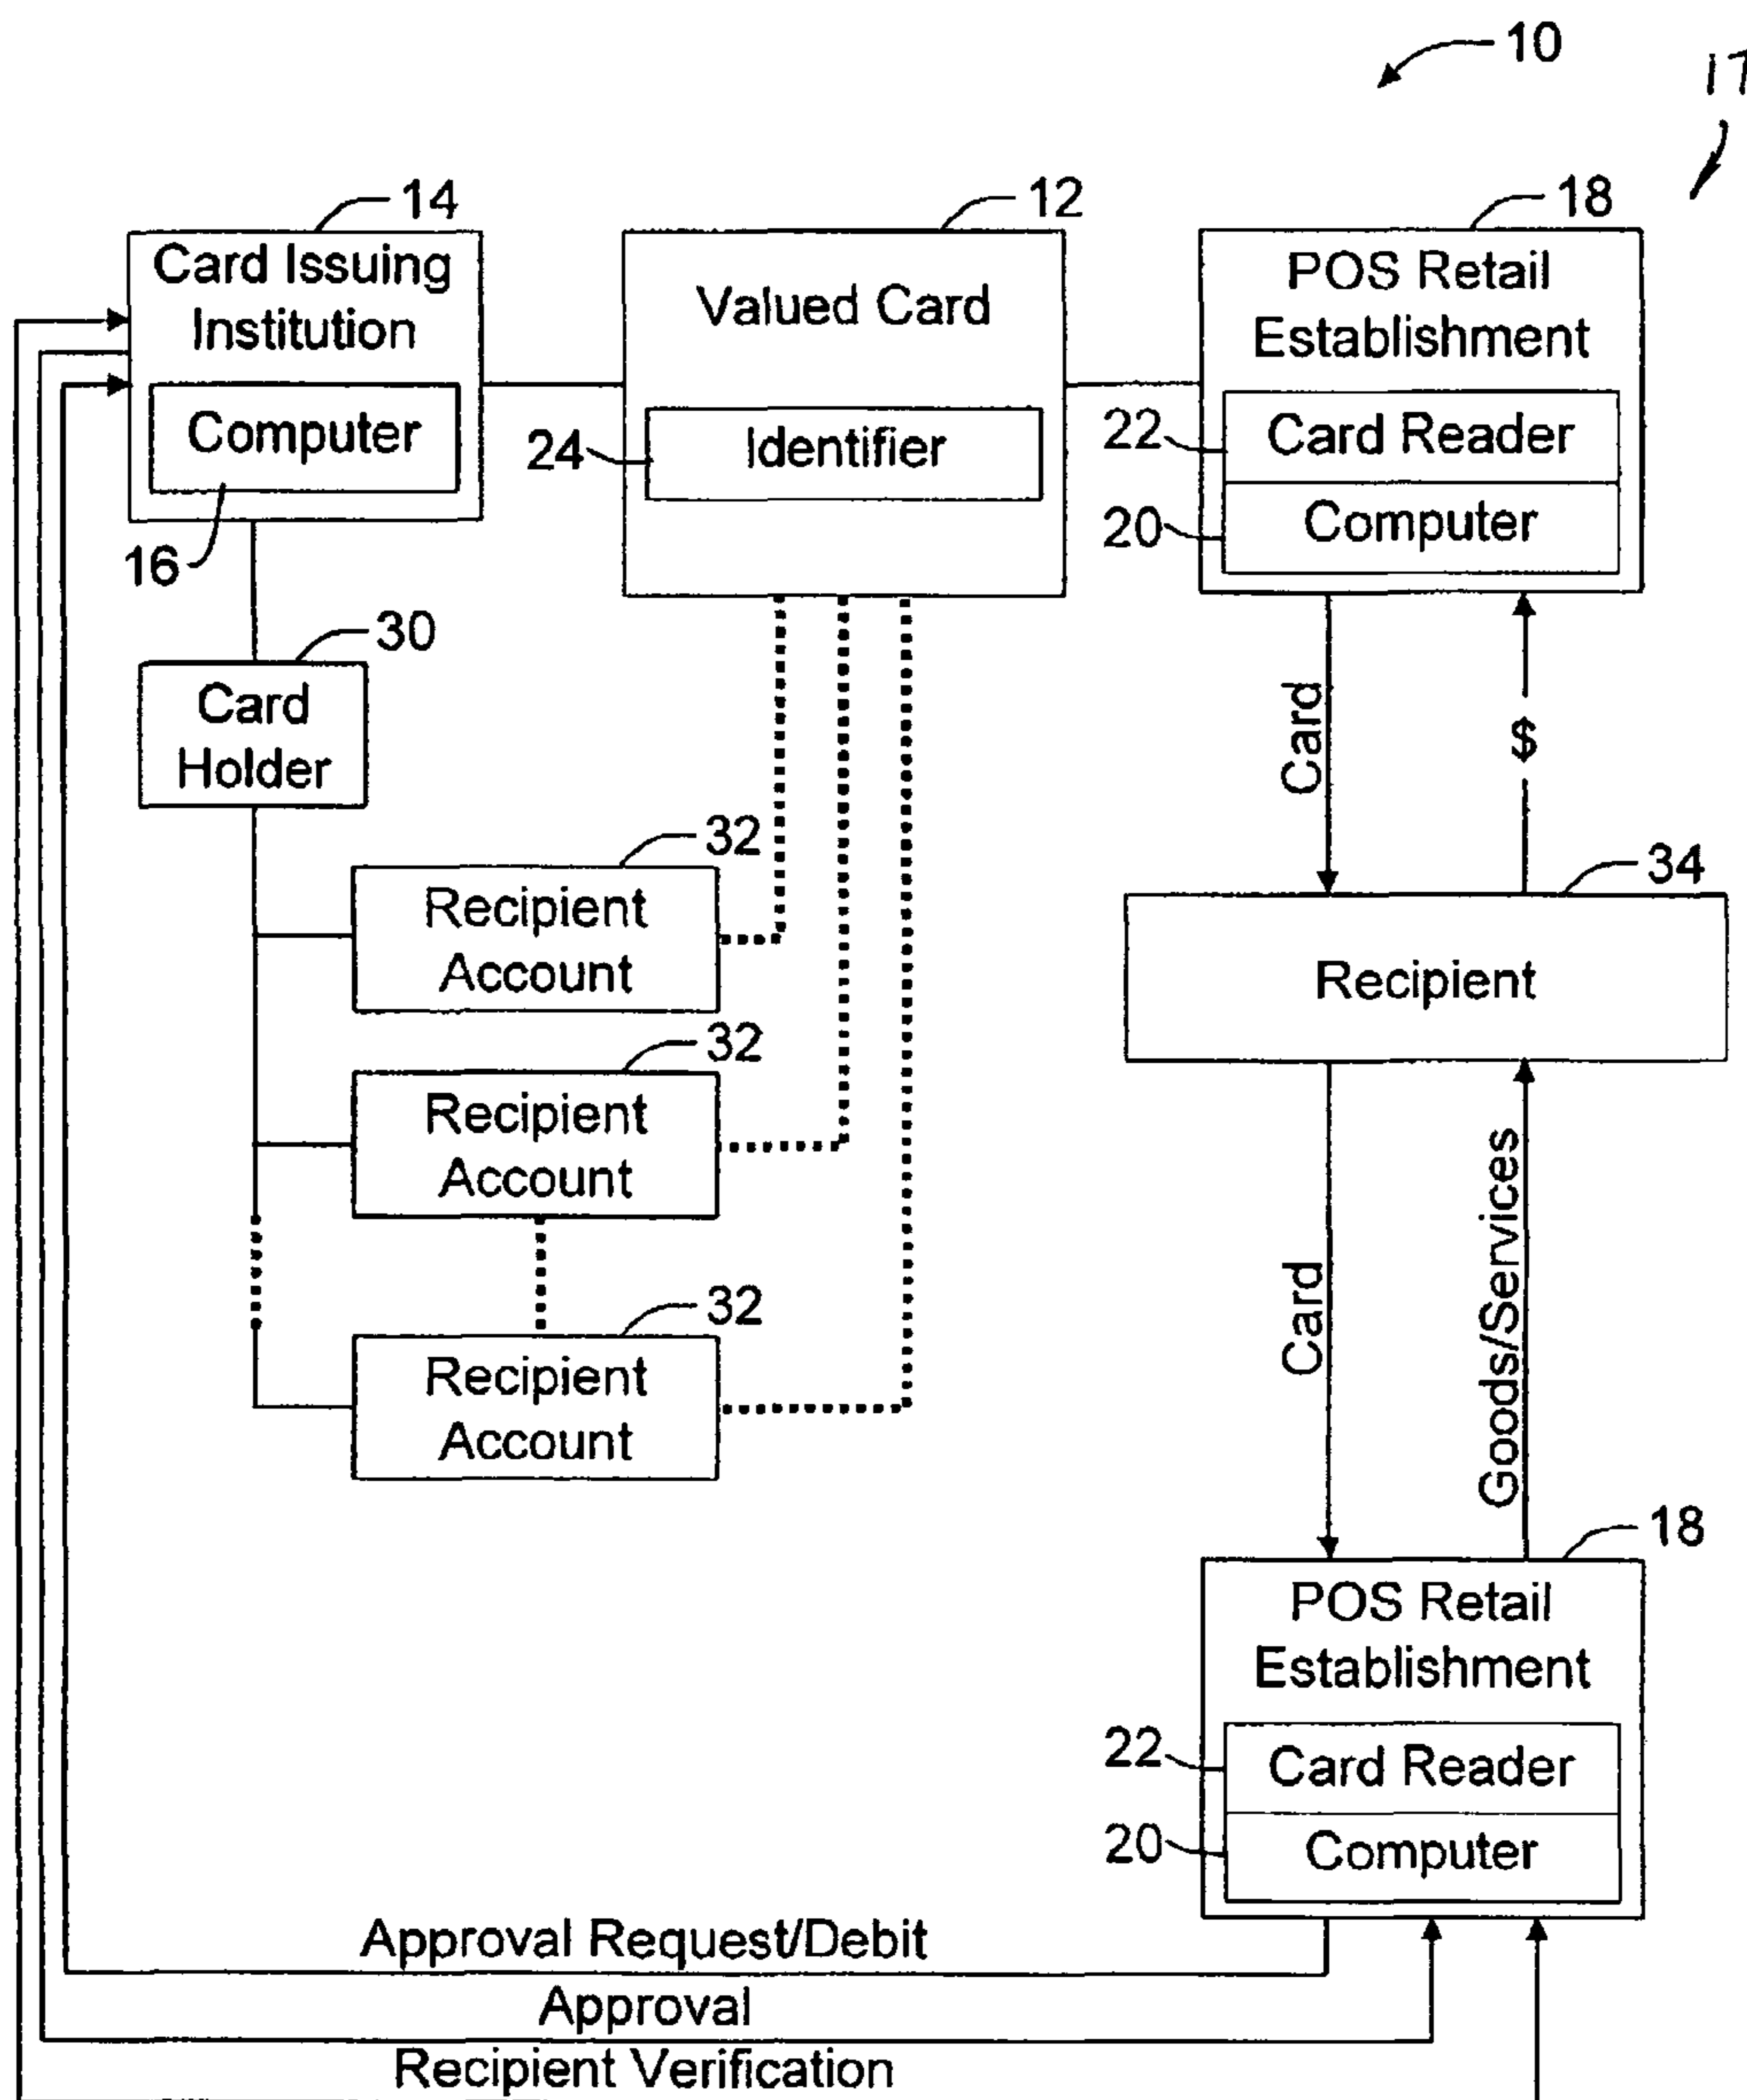 10
17
14
12
18
Card Issuing
Institution
Computer
16
Valued Card
24
Identifier
POS Retail
Establishment
22
Card Reader
20
Computer
30
Card
Holder
Card
$
32
Recipient
Account
34
Recipient
32
Recipient
Account
32
Recipient
Account
Card
Goods/Services
18
POS Retail
Establishment
22
Card Reader
20
Computer
Approval Request/Debit
Approval
Recipient Verification